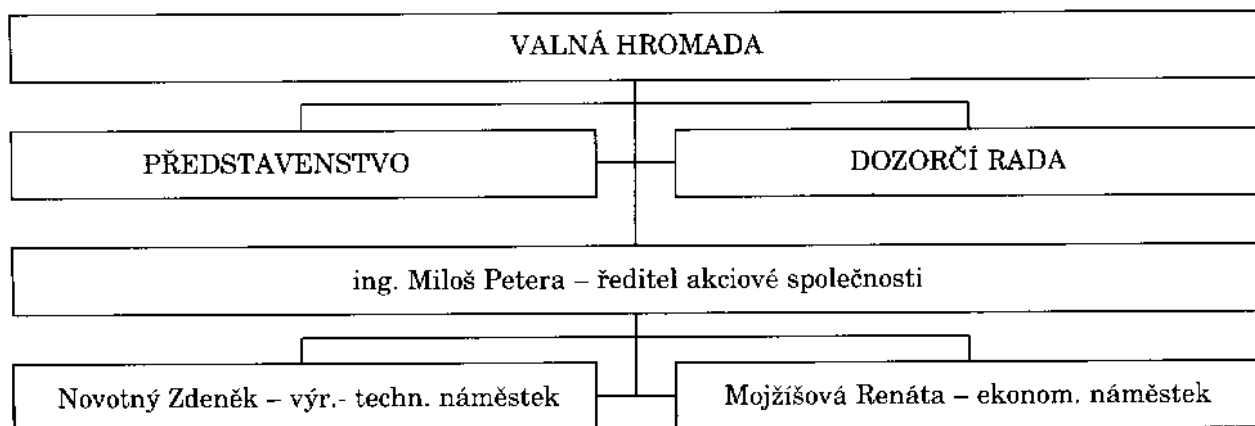 VALNÁ HROMADA
PŘEDSTAVENSTVO
DOZORČÍ RADA
ing. Miloš Petera – ředitel akciové společnosti
Novotný Zdeněk – výr.- techn. náměstek
Mojžíšová Renáta – ekonom. náměstek